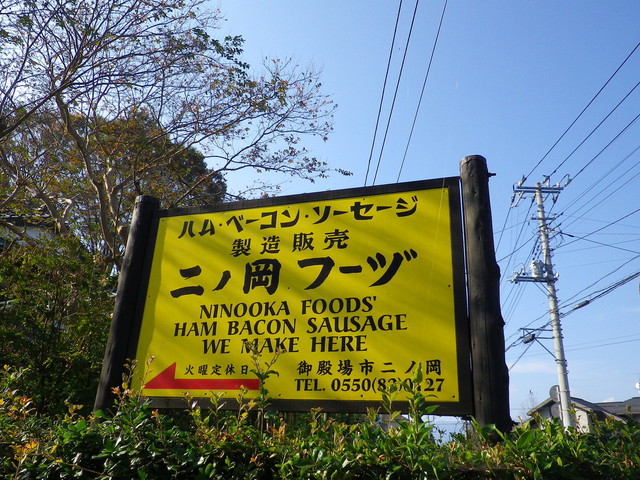 ハム・ベーコン・ソーセージ
製造販売
二ノ岡フーヅ
NINOOKA FOODS'
HAM BACON SAUSAGE
WE MAKE HERE
火曜定休日 御殿場市二ノ岡
TEL. 0550(82)0127